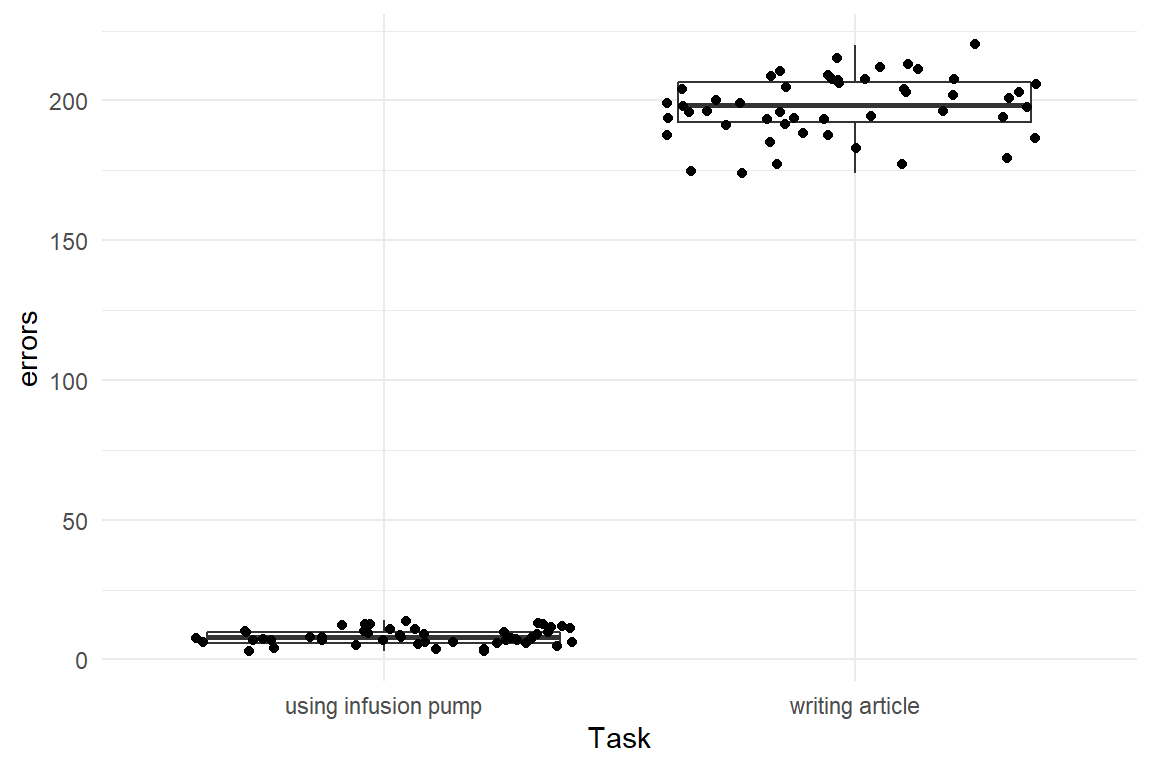 errors
200
150
100
50
0
using infusion pump
writing article
Task